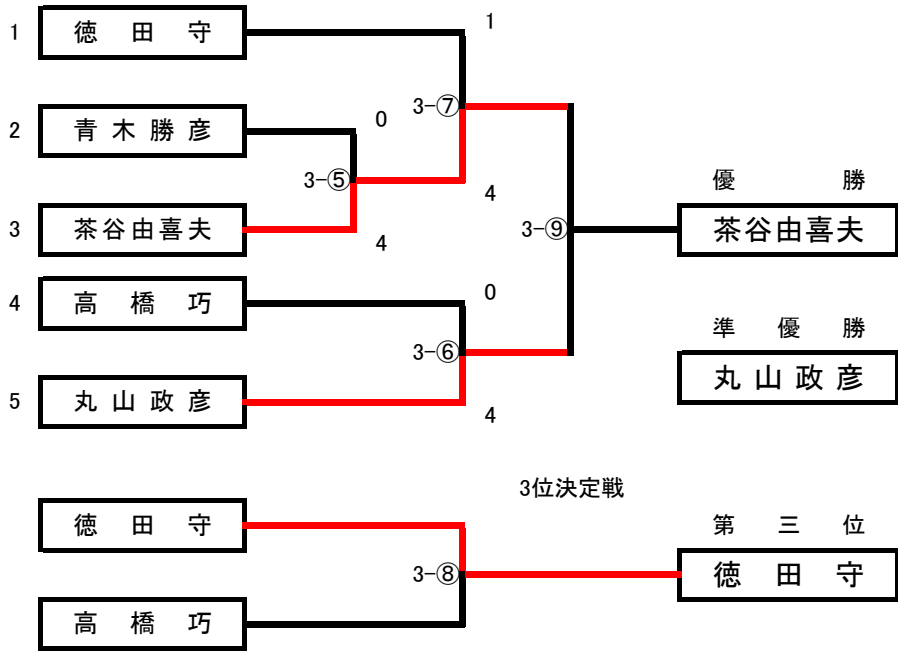 1
1 徳田守
3-⑦
2 青木勝彦
0
3-⑤
4
優勝
3 茶谷由喜夫
3-⑨
茶谷由喜夫
4
4 高橋巧
0
準優勝
3-⑥
丸山政彦
5 丸山政彦
4
3位決定戦
徳田守
第三位
3-⑧
徳田守
高橋巧